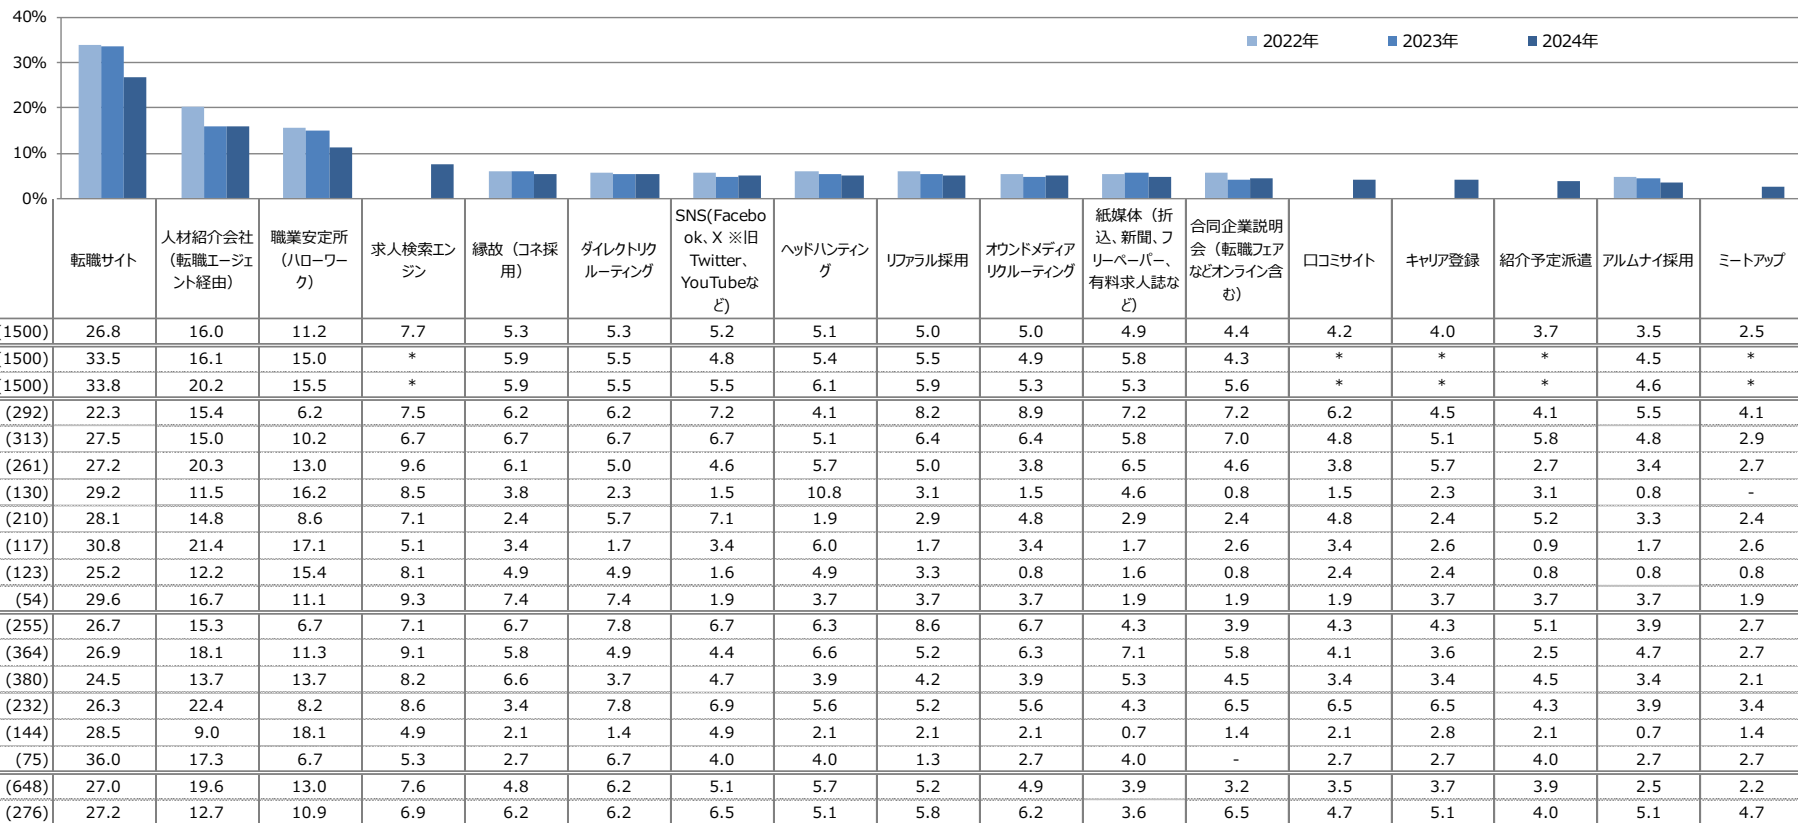 40%
2022年 2023年 2024年
30%
20%
10%
0%
転職サイト
人材紹介会社
（転職エージェ
ント経由）
職業安定所
（ハローワー
ク）
求人検索エン
ジン
縁故（コネ採
用）
ダイレクトリク
ルーティング
SNS(Facebo
ok、X ※旧
Twitter、
YouTubeな
ど)
ヘッドハンティン
グ
リファラル採用
オウンドメディア
リクルーティング
紙媒体（折
込、新聞、フ
リーペーパー、
有料求人誌な
ど）
合同企業説明
会（転職フェア
などオンライン含
む）
口コミサイト
キャリア登録
紹介予定派遣
アルムナイ採用
ミートアップ
(1500) 26.8 16.0 11.2 7.7 5.3 5.3 5.2 5.1 5.0 5.0 4.9 4.4 4.2 4.0 3.7 3.5 2.5
(1500) 33.5 16.1 15.0 * 5.9 5.5 4.8 5.4 5.5 4.9 5.8 4.3 * * * 4.5 *
(1500) 33.8 20.2 15.5 * 5.9 5.5 5.5 6.1 5.9 5.3 5.3 5.6 * * * 4.6 *
(292) 22.3 15.4 6.2 7.5 6.2 6.2 7.2 4.1 8.2 8.9 7.2 7.2 6.2 4.5 4.1 5.5 4.1
(313) 27.5 15.0 10.2 6.7 6.7 6.7 6.7 5.1 6.4 6.4 5.8 7.0 4.8 5.1 5.8 4.8 2.9
(261) 27.2 20.3 13.0 9.6 6.1 5.0 4.6 5.7 5.0 3.8 6.5 4.6 3.8 5.7 2.7 3.4 2.7
(130) 29.2 11.5 16.2 8.5 3.8 2.3 1.5 10.8 3.1 1.5 4.6 0.8 1.5 2.3 3.1 0.8 -
(210) 28.1 14.8 8.6 7.1 2.4 5.7 7.1 1.9 2.9 4.8 2.9 2.4 4.8 2.4 5.2 3.3 2.4
(117) 30.8 21.4 17.1 5.1 3.4 1.7 3.4 6.0 1.7 3.4 1.7 2.6 3.4 2.6 0.9 1.7 2.6
(123) 25.2 12.2 15.4 8.1 4.9 4.9 1.6 4.9 3.3 0.8 1.6 0.8 2.4 2.4 0.8 0.8 0.8
(54) 29.6 16.7 11.1 9.3 7.4 7.4 1.9 3.7 3.7 3.7 1.9 1.9 1.9 3.7 3.7 3.7 1.9
(255) 26.7 15.3 6.7 7.1 6.7 7.8 6.7 6.3 8.6 6.7 4.3 3.9 4.3 4.3 5.1 3.9 2.7
(364) 26.9 18.1 11.3 9.1 5.8 4.9 4.4 6.6 5.2 6.3 7.1 5.8 4.1 3.6 2.5 4.7 2.7
(380) 24.5 13.7 13.7 8.2 6.6 3.7 4.7 3.9 4.2 3.9 5.3 4.5 3.4 3.4 4.5 3.4 2.1
(232) 26.3 22.4 8.2 8.6 3.4 7.8 6.9 5.6 5.2 5.6 4.3 6.5 6.5 6.5 4.3 3.9 3.4
(144) 28.5 9.0 18.1 4.9 2.1 1.4 4.9 2.1 2.1 2.1 0.7 1.4 2.1 2.8 2.1 0.7 1.4
(75) 36.0 17.3 6.7 5.3 2.7 6.7 4.0 4.0 1.3 2.7 4.0 - 2.7 2.7 4.0 2.7 2.7
(648) 27.0 19.6 13.0 7.6 4.8 6.2 5.1 5.7 5.2 4.9 3.9 3.2 3.5 3.7 3.9 2.5 2.2
(276) 27.2 12.7 10.9 6.9 6.2 6.2 6.5 5.1 5.8 6.2 3.6 6.5 4.7 5.1 4.0 5.1 4.7